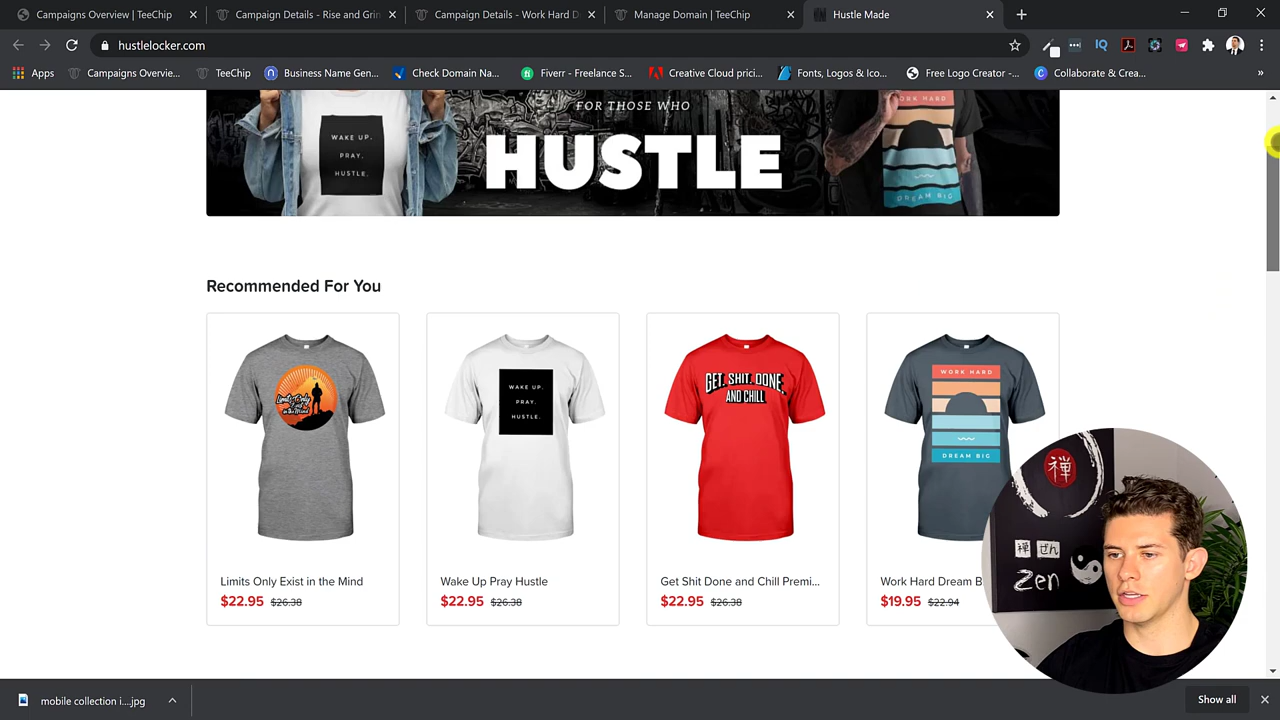 Campaigns Overview | TeeChip
Campaign Details - Rise and Grin
Campaign Details - Work Hard D
Manage Domain | TeeChip
Hustle Made
hustlelocker.com
Apps
Campaigns Overvie...
TeeChip
Business Name Gen...
Check Domain Na...
Fiverr - Freelance S...
Creative Cloud prici...
Fonts, Logos & Ico...
Free Logo Creator -...
Collaborate & Crea...
»
FOR THOSE WHO
HUSTLE
WAKE UP.
PRAY.
HUSTLE.
WORK HARD
DREAM BIG
Recommended For You
Limits Only
Exist
in the Mind
WAKE UP.
PRAY.
HUSTLE.
GET. SHIT. DONE.
AND CHILL
WORK HARD
DREAM BIG
Limits Only Exist in the Mind
$22.95 $26.38
Wake Up Pray Hustle
$22.95 $26.38
Get Shit Done and Chill Premi...
$22.95 $26.38
Work Hard Dream B
$19.95 $22.94
禅
禅 ぜん
Zen
mobile collection i....jpg
Show all